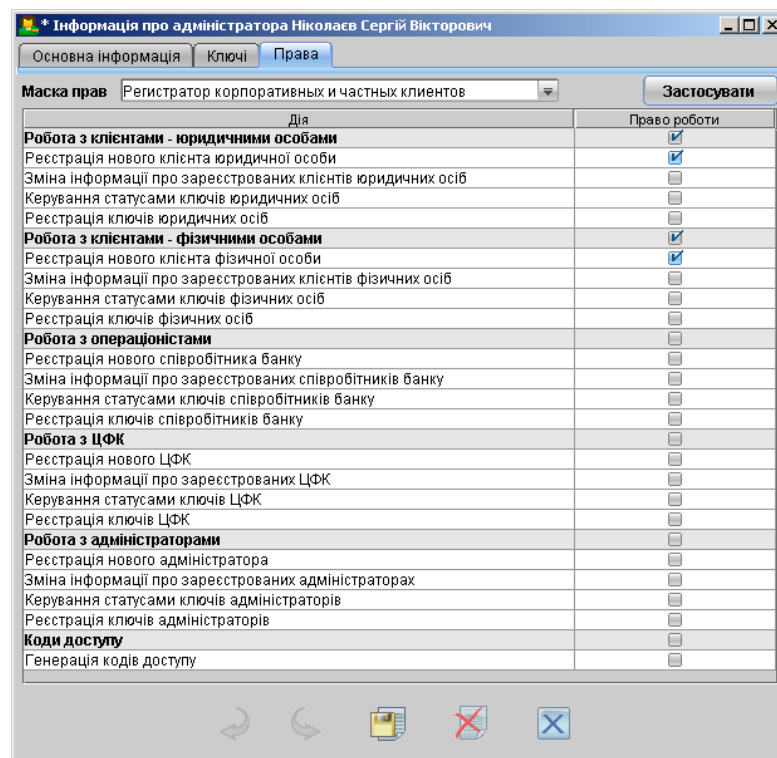 * Інформація про адміністратора Ніколаєв Сергій Вікторович
Основна інформація Ключі Права
Маска прав Регистратор корпоративных и частных клиентов Застосувати
Дія Право роботи
Робота з клієнтами - юридичними особами
Реєстрація нового клієнта юридичної особи
Зміна інформації про зареєстрованих клієнтів юридичних осіб
Керування статусами ключів юридичних осіб
Реєстрація ключів юридичних осіб
Робота з клієнтами - фізичними особами
Реєстрація нового клієнта фізичної особи
Зміна інформації про зареєстрованих клієнтів фізичних осіб
Керування статусами ключів фізичних осіб
Реєстрація ключів фізичних осіб
Робота з операціоністами
Реєстрація нового співробітника банку
Зміна інформації про зареєстрованих співробітників банку
Керування статусами ключів співробітників банку
Реєстрація ключів співробітників банку
Робота з ЦФК
Реєстрація нового ЦФК
Зміна інформації про зареєстрованих ЦФК
Керування статусами ключів ЦФК
Реєстрація ключів ЦФК
Робота з адміністраторами
Реєстрація нового адміністратора
Зміна інформації про зареєстрованих адміністраторах
Керування статусами ключів адміністраторів
Реєстрація ключів адміністраторів
Коди доступу
Генерація кодів доступу